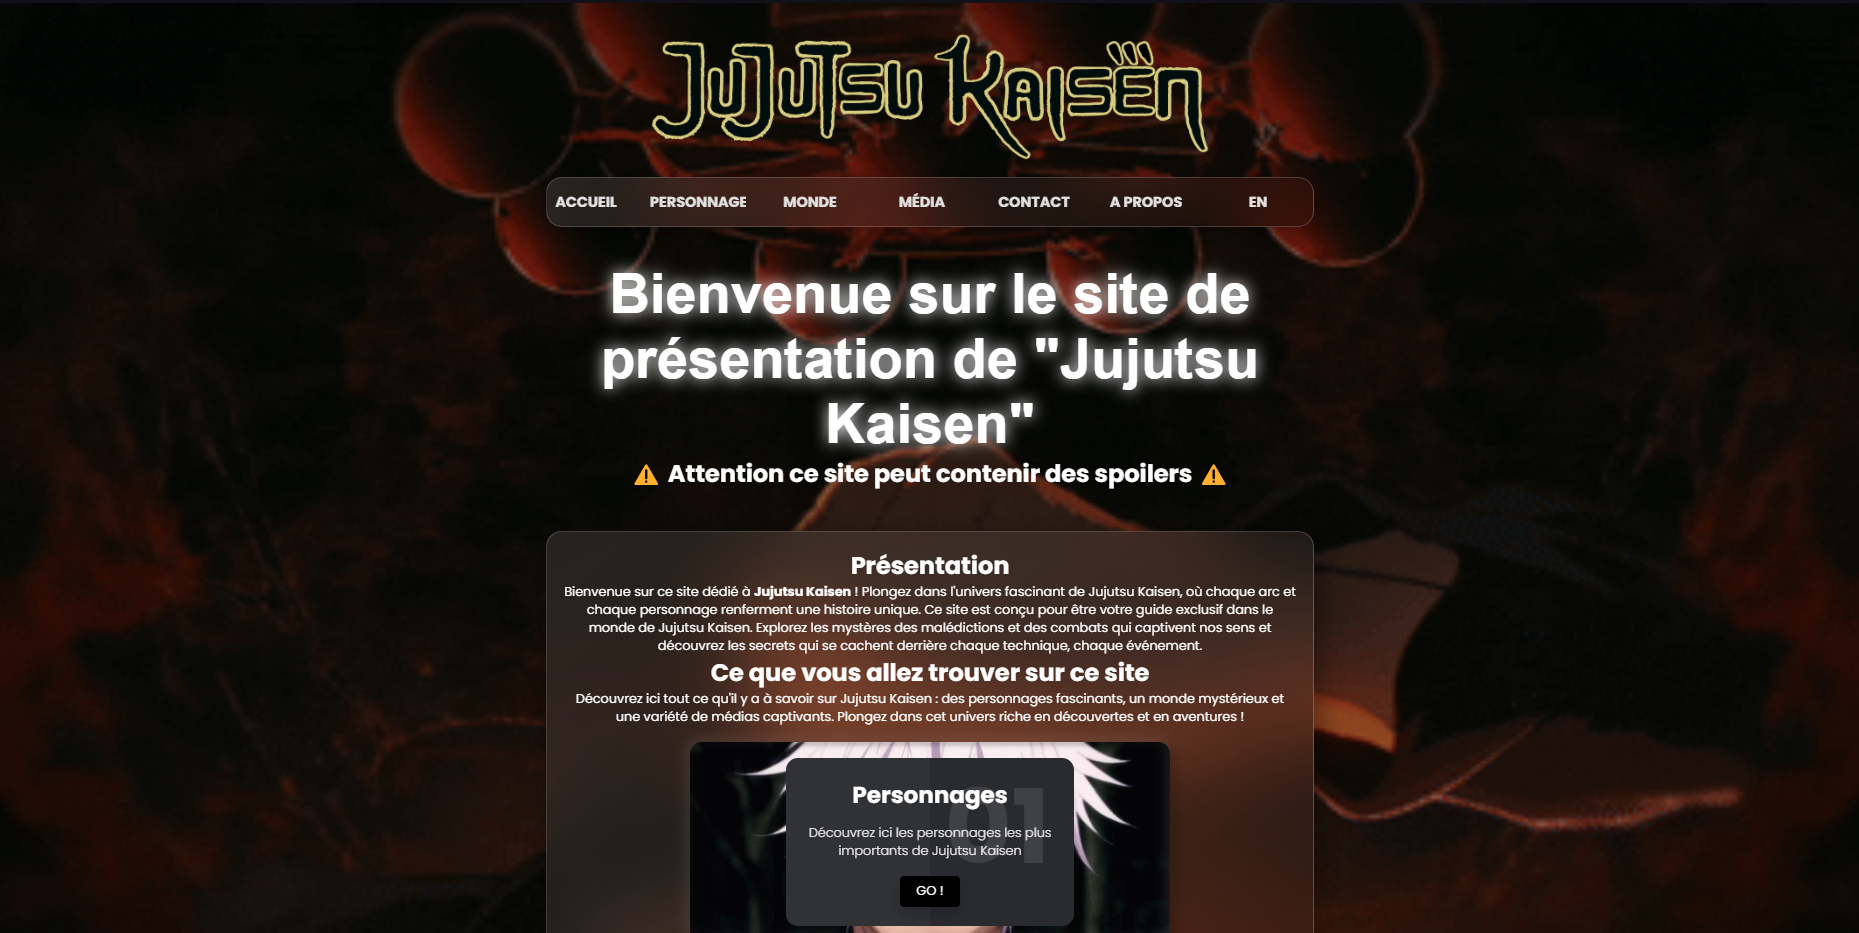 JUJUTSU KAISEN
ACCUEIL PERSONNAGE MONDE MÉDIA CONTACT A PROPOS EN
Bienvenue sur le site de
présentation de "Jujutsu
Kaisen"
⚠ Attention ce site peut contenir des spoilers ⚠
Présentation
Bienvenue sur ce site dédié à Jujutsu Kaisen ! Plongez dans l'univers fascinant de Jujutsu Kaisen, où chaque arc et
chaque personnage renferment une histoire unique. Ce site est conçu pour être votre guide exclusif dans le
monde de Jujutsu Kaisen. Explorez les mystères des malédictions et des combats qui captivent nos sens et
découvrez les secrets qui se cachent derrière chaque technique, chaque événement.
Ce que vous allez trouver sur ce site
Découvrez ici tout ce qu'il y a à savoir sur Jujutsu Kaisen : des personnages fascinants, un monde mystérieux et
une variété de médias captivants. Plongez dans cet univers riche en découvertes et en aventures !
01
Personnages
Découvrez ici les personnages les plus
importants de Jujutsu Kaisen
GO !